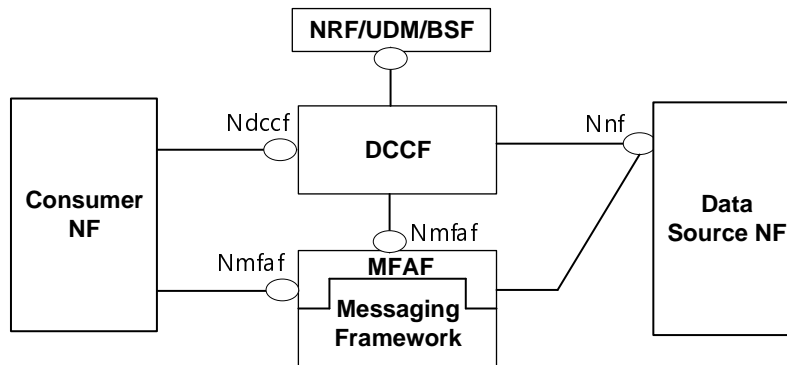 NRF/UDM/BSF
Ndccf
DCCF
Nnf
Consumer
NF
Data
Source NF
Nmfaf
Nmfaf
MFAF
Messaging
Framework